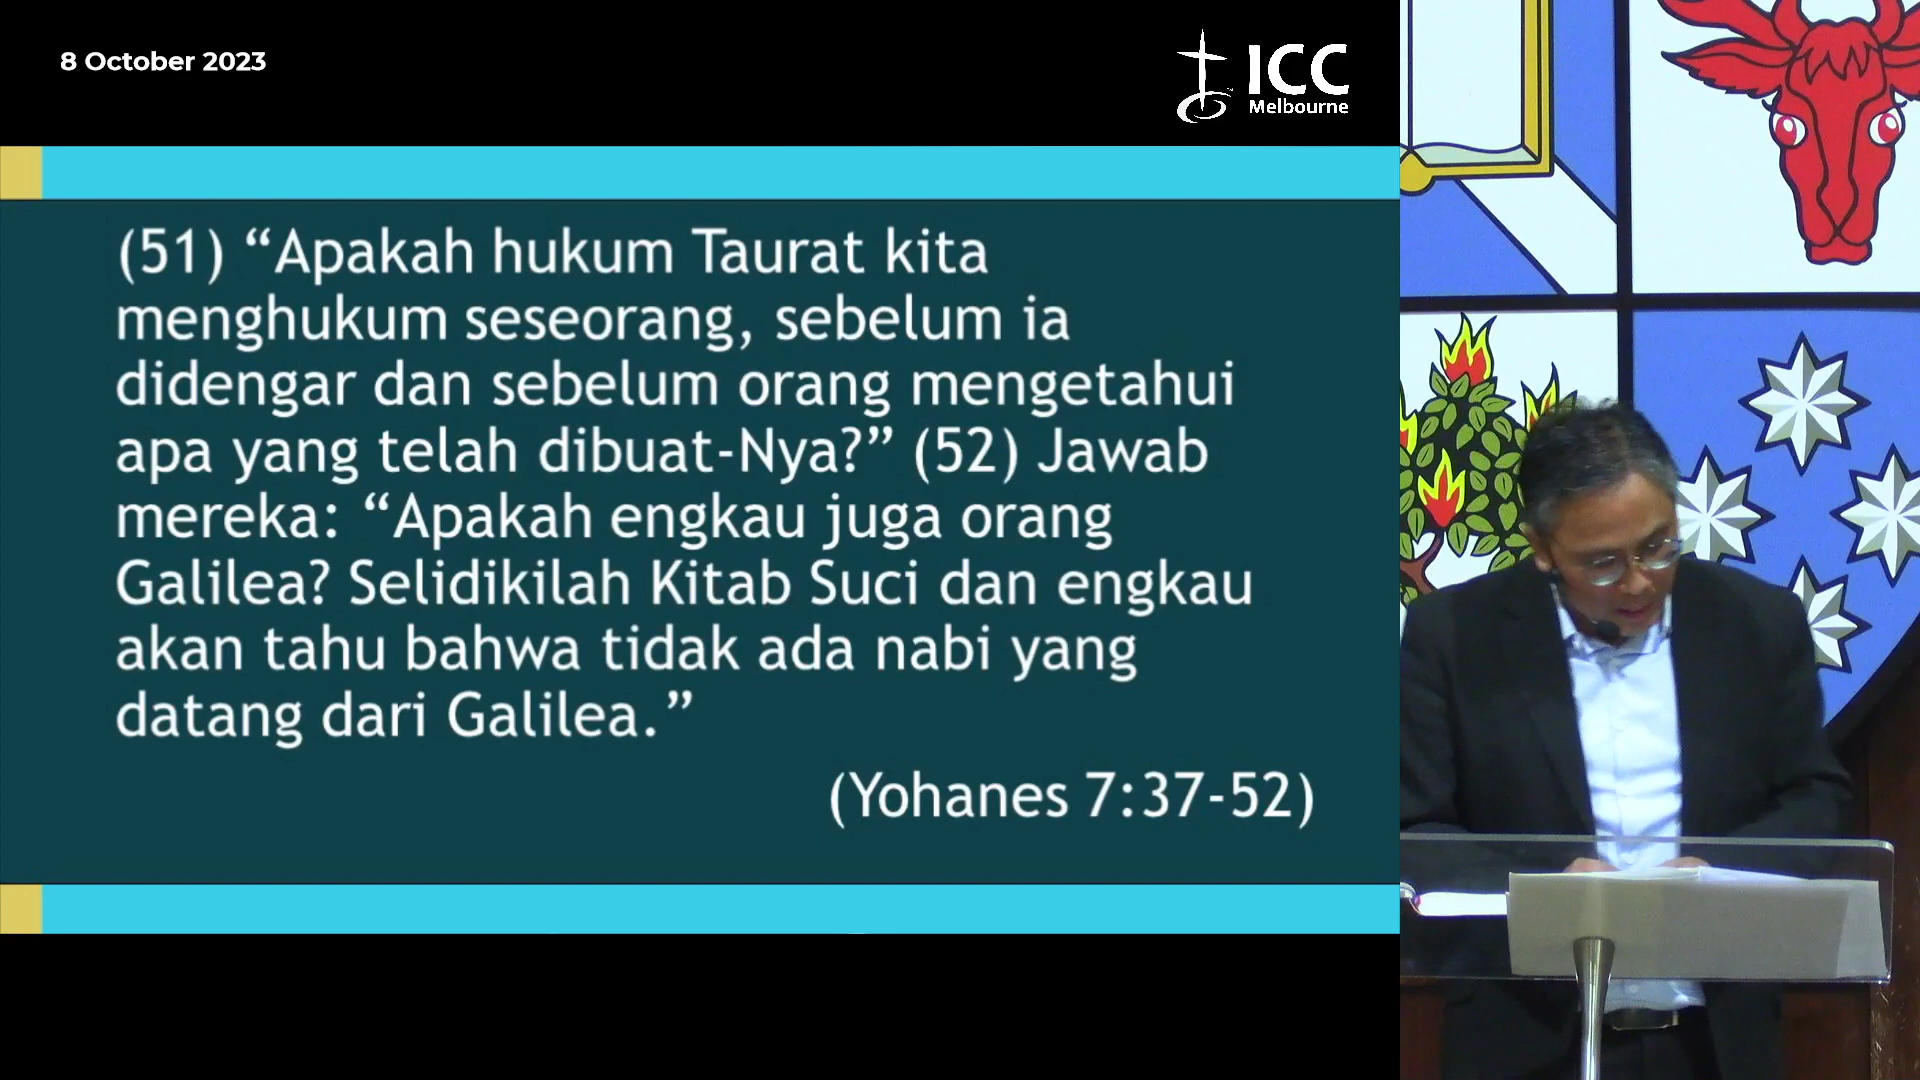 8 October 2023
ICC
Melbourne
(51) “Apakah hukum Taurat kita
menghukum seseorang, sebelum ia
didengar dan sebelum orang mengetahui
apa yang telah dibuat-Nya?” (52) Jawab
mereka: “Apakah engkau juga orang
Galilea? Selidikilah Kitab Suci dan engkau
akan tahu bahwa tidak ada nabi yang
datang dari Galilea.”
(Yohanes 7:37-52)